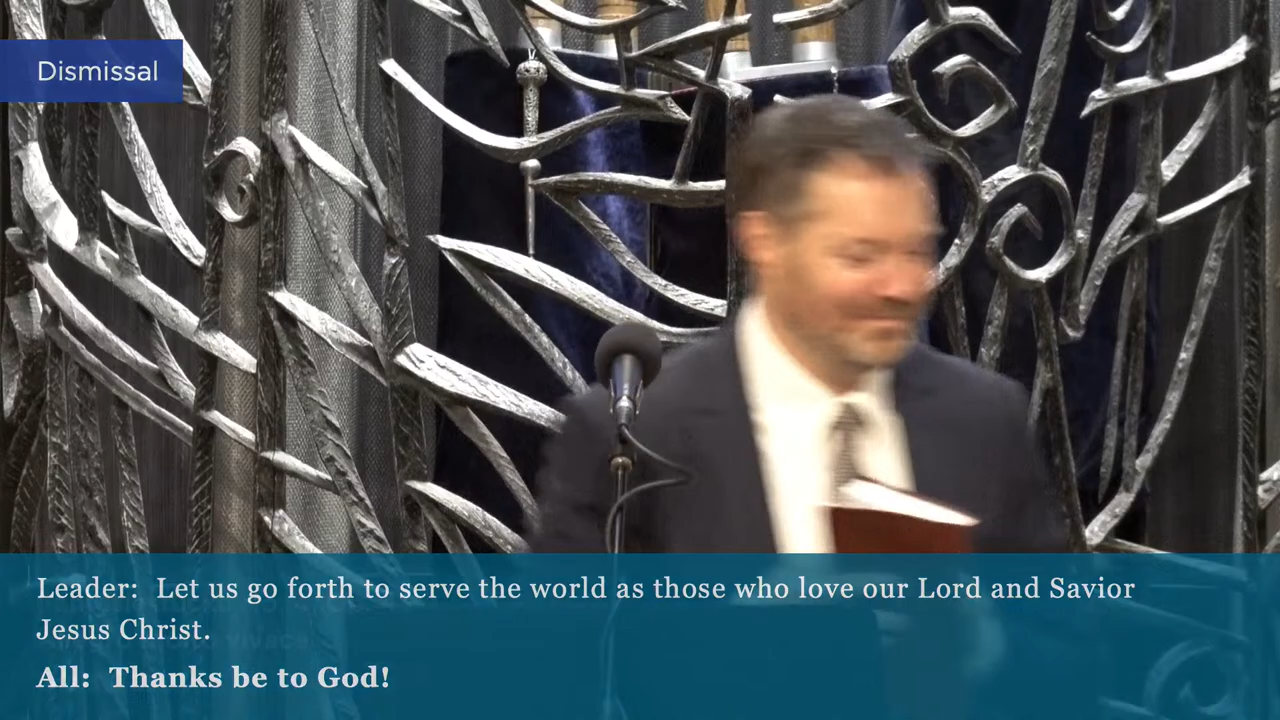 Dismissal
Leader:  Let us go forth to serve the world as those who love our Lord and Savior
Jesus Christ.
All:  Thanks be to God!